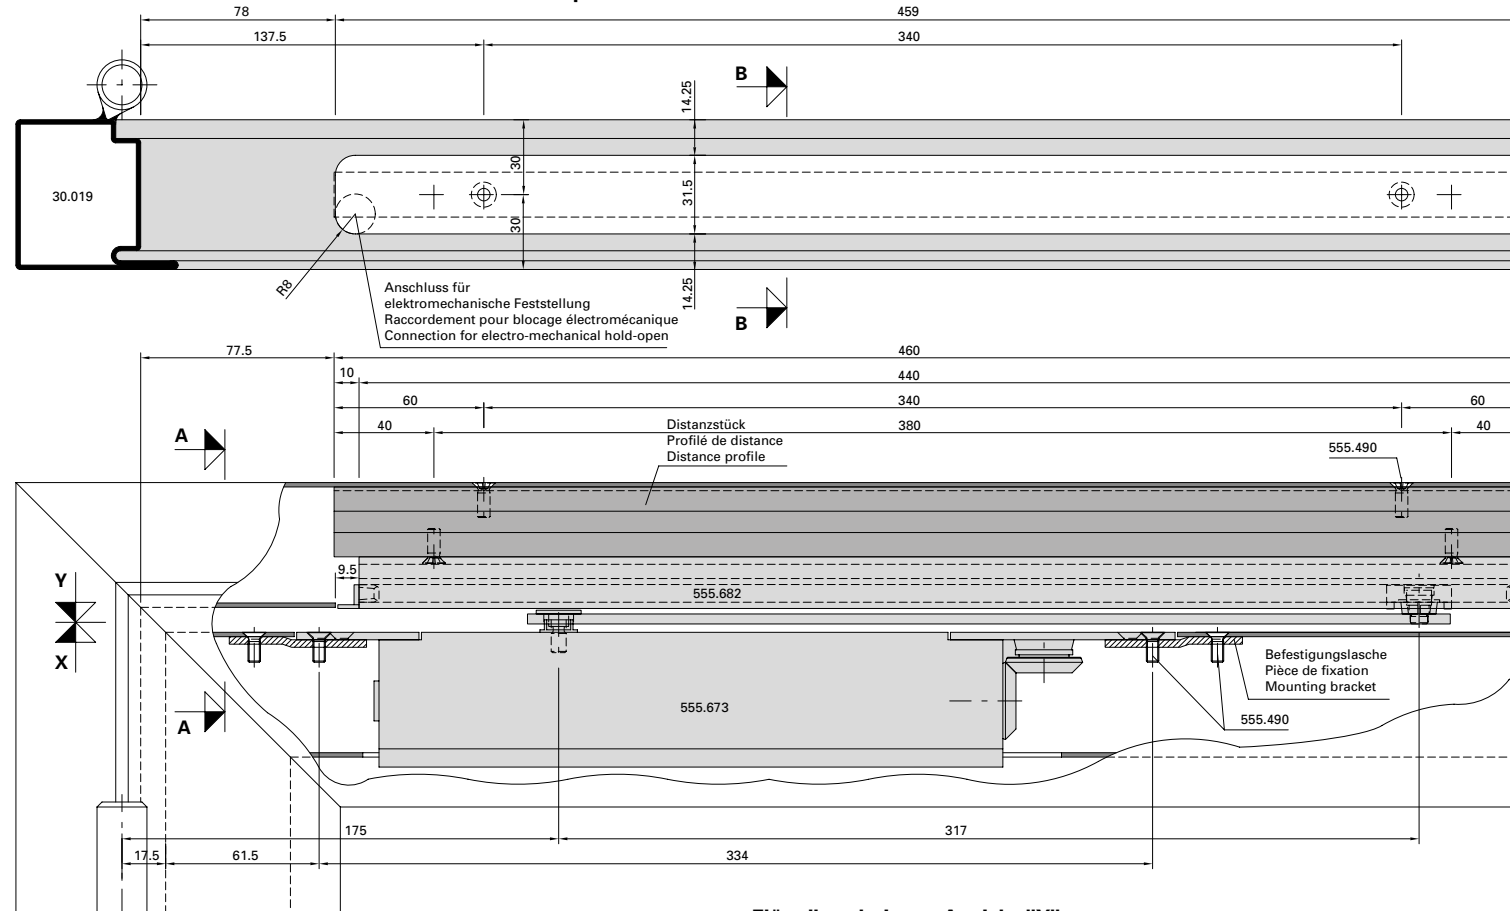 78
459
137.5
340
B
14.25
30
30.019
31.5
30
R8
14.25
Anschluss für
elektromechanische Feststellung
Raccordement pour blocage électromécanique
Connection for electro-mechanical hold-open
B
77.5
460
10
440
60
340
60
40
380
40
A
Distanzstück
Profilé de distance
Distance profile
555.490
9.5
Y
555.682
X
Befestigungslasche
Pièce de fixation
Mounting bracket
A
555.673
555.490
175
317
17.5
61.5
334